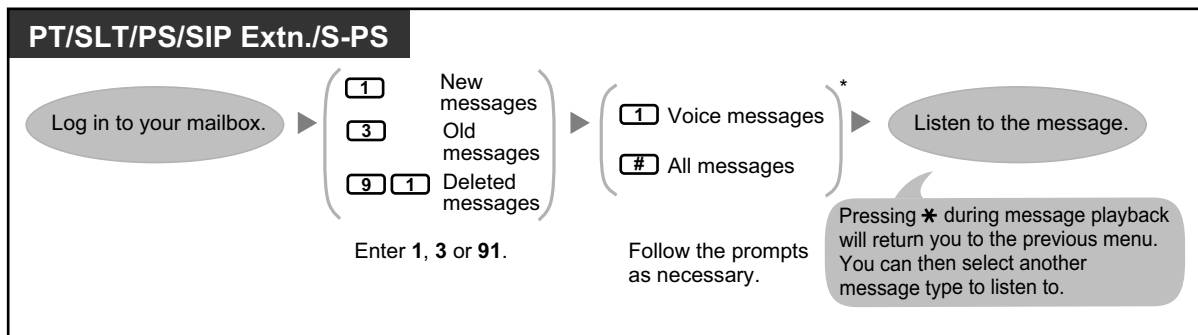 PT/SLT/PS/SIP Extn./S-PS
Log in to your mailbox.
1 New
messages
3 Old
messages
9 1 Deleted
messages
Enter 1, 3 or 91.
*
1 Voice messages
# All messages
Follow the prompts
as necessary.
Listen to the message.
Pressing * during message playback
will return you to the previous menu.
You can then select another
message type to listen to.